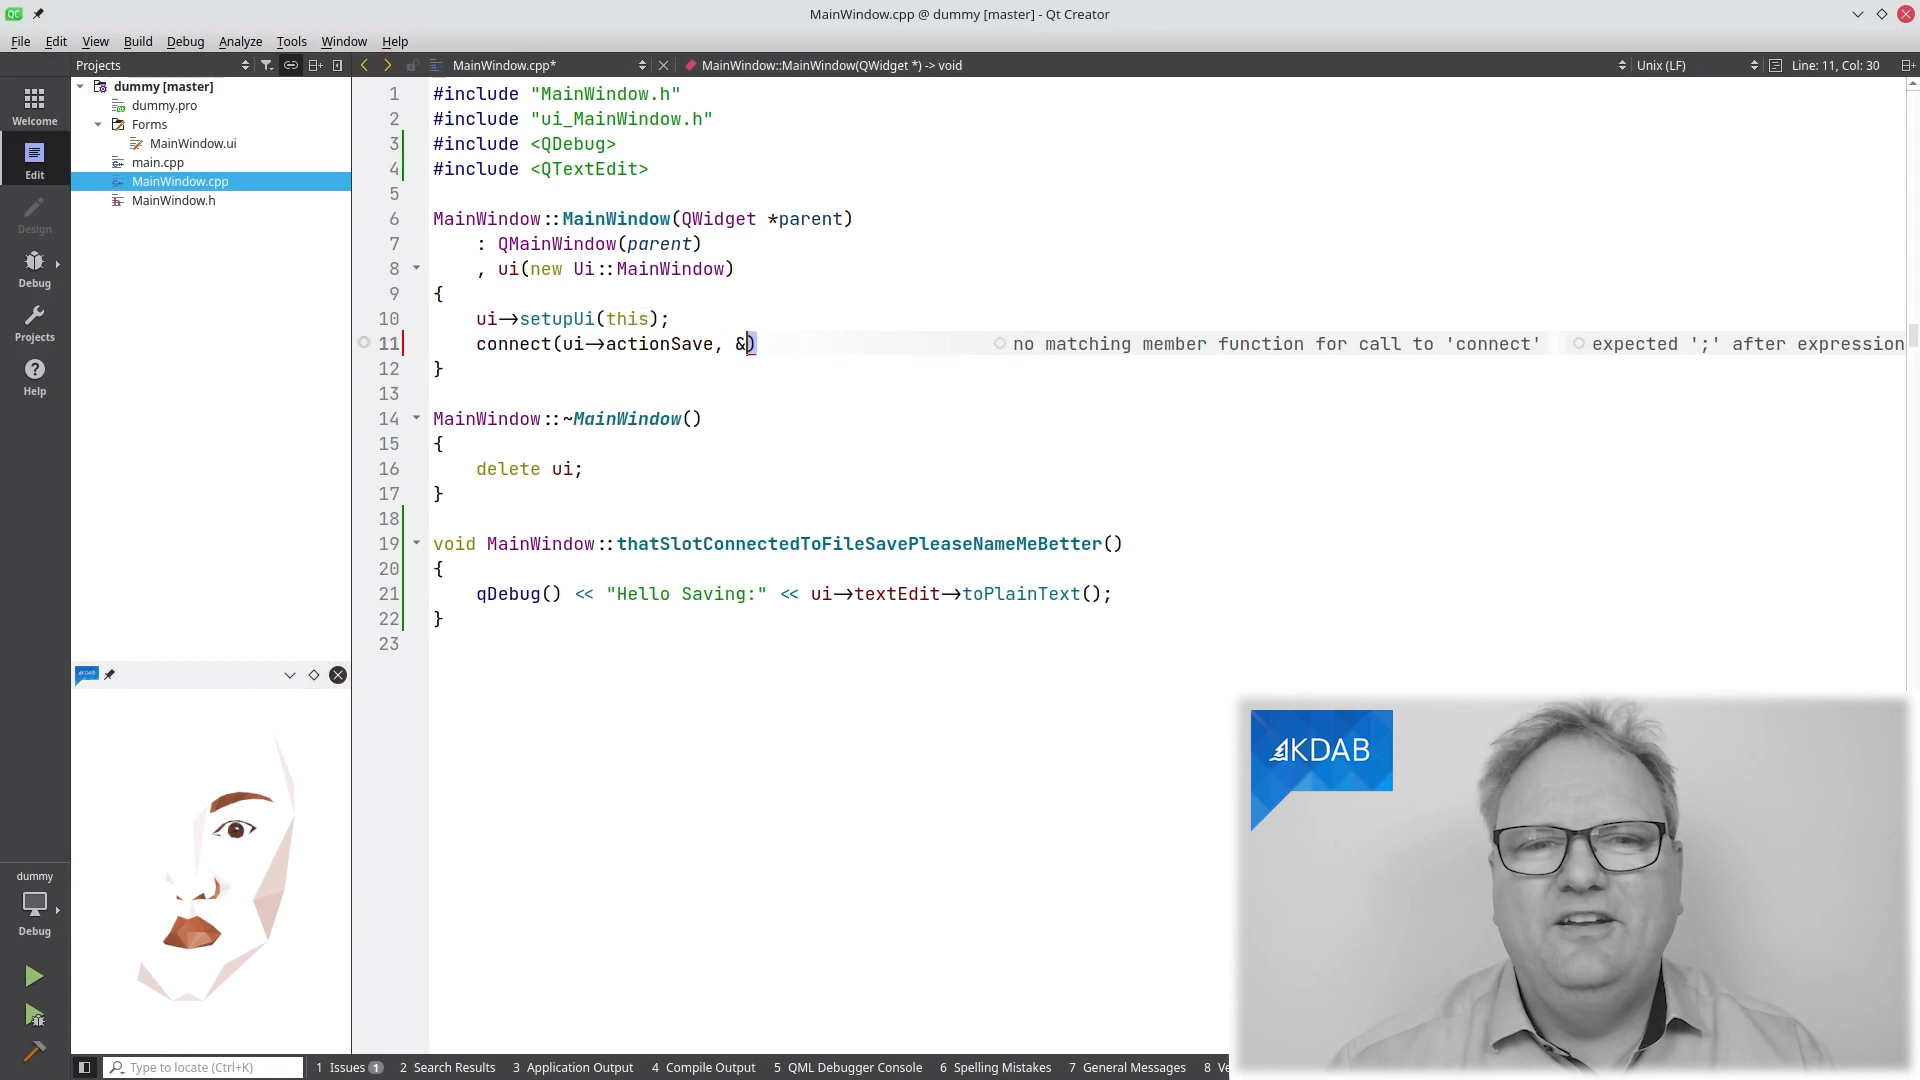 MainWindow.cpp @ dummy [master] - Qt Creator
File Edit View Build Debug Analyze Tools Window Help
Projects MainWindow.cpp* MainWindow::MainWindow(QWidget *) -> void Unix (LF) Line: 11, Col: 30
Welcome
Edit
Design
Debug
Projects
Help
dummy [master]
dummy.pro
Forms
MainWindow.ui
main.cpp
MainWindow.cpp
MainWindow.h
1 #include "MainWindow.h"
2 #include "ui_MainWindow.h"
3 #include <QDebug>
4 #include <QTextEdit>
5
6 MainWindow::MainWindow(QWidget *parent)
7 : QMainWindow(parent)
8 , ui(new Ui::MainWindow)
9 {
10 ui->setupUi(this);
11 connect(ui->actionSave, &) no matching member function for call to 'connect' expected ';' after expression
12 }
13
14 MainWindow::~MainWindow()
15 {
16 delete ui;
17 }
18
19 void MainWindow::thatSlotConnectedToFileSavePleaseNameMeBetter()
20 {
21 qDebug() << "Hello Saving:" << ui->textEdit->toPlainText();
22 }
23
KDAB
KDAB
dummy
Debug
Type to locate (Ctrl+K) 1 Issues 1 2 Search Results 3 Application Output 4 Compile Output 5 QML Debugger Console 6 Spelling Mistakes 7 General Messages 8 Ve